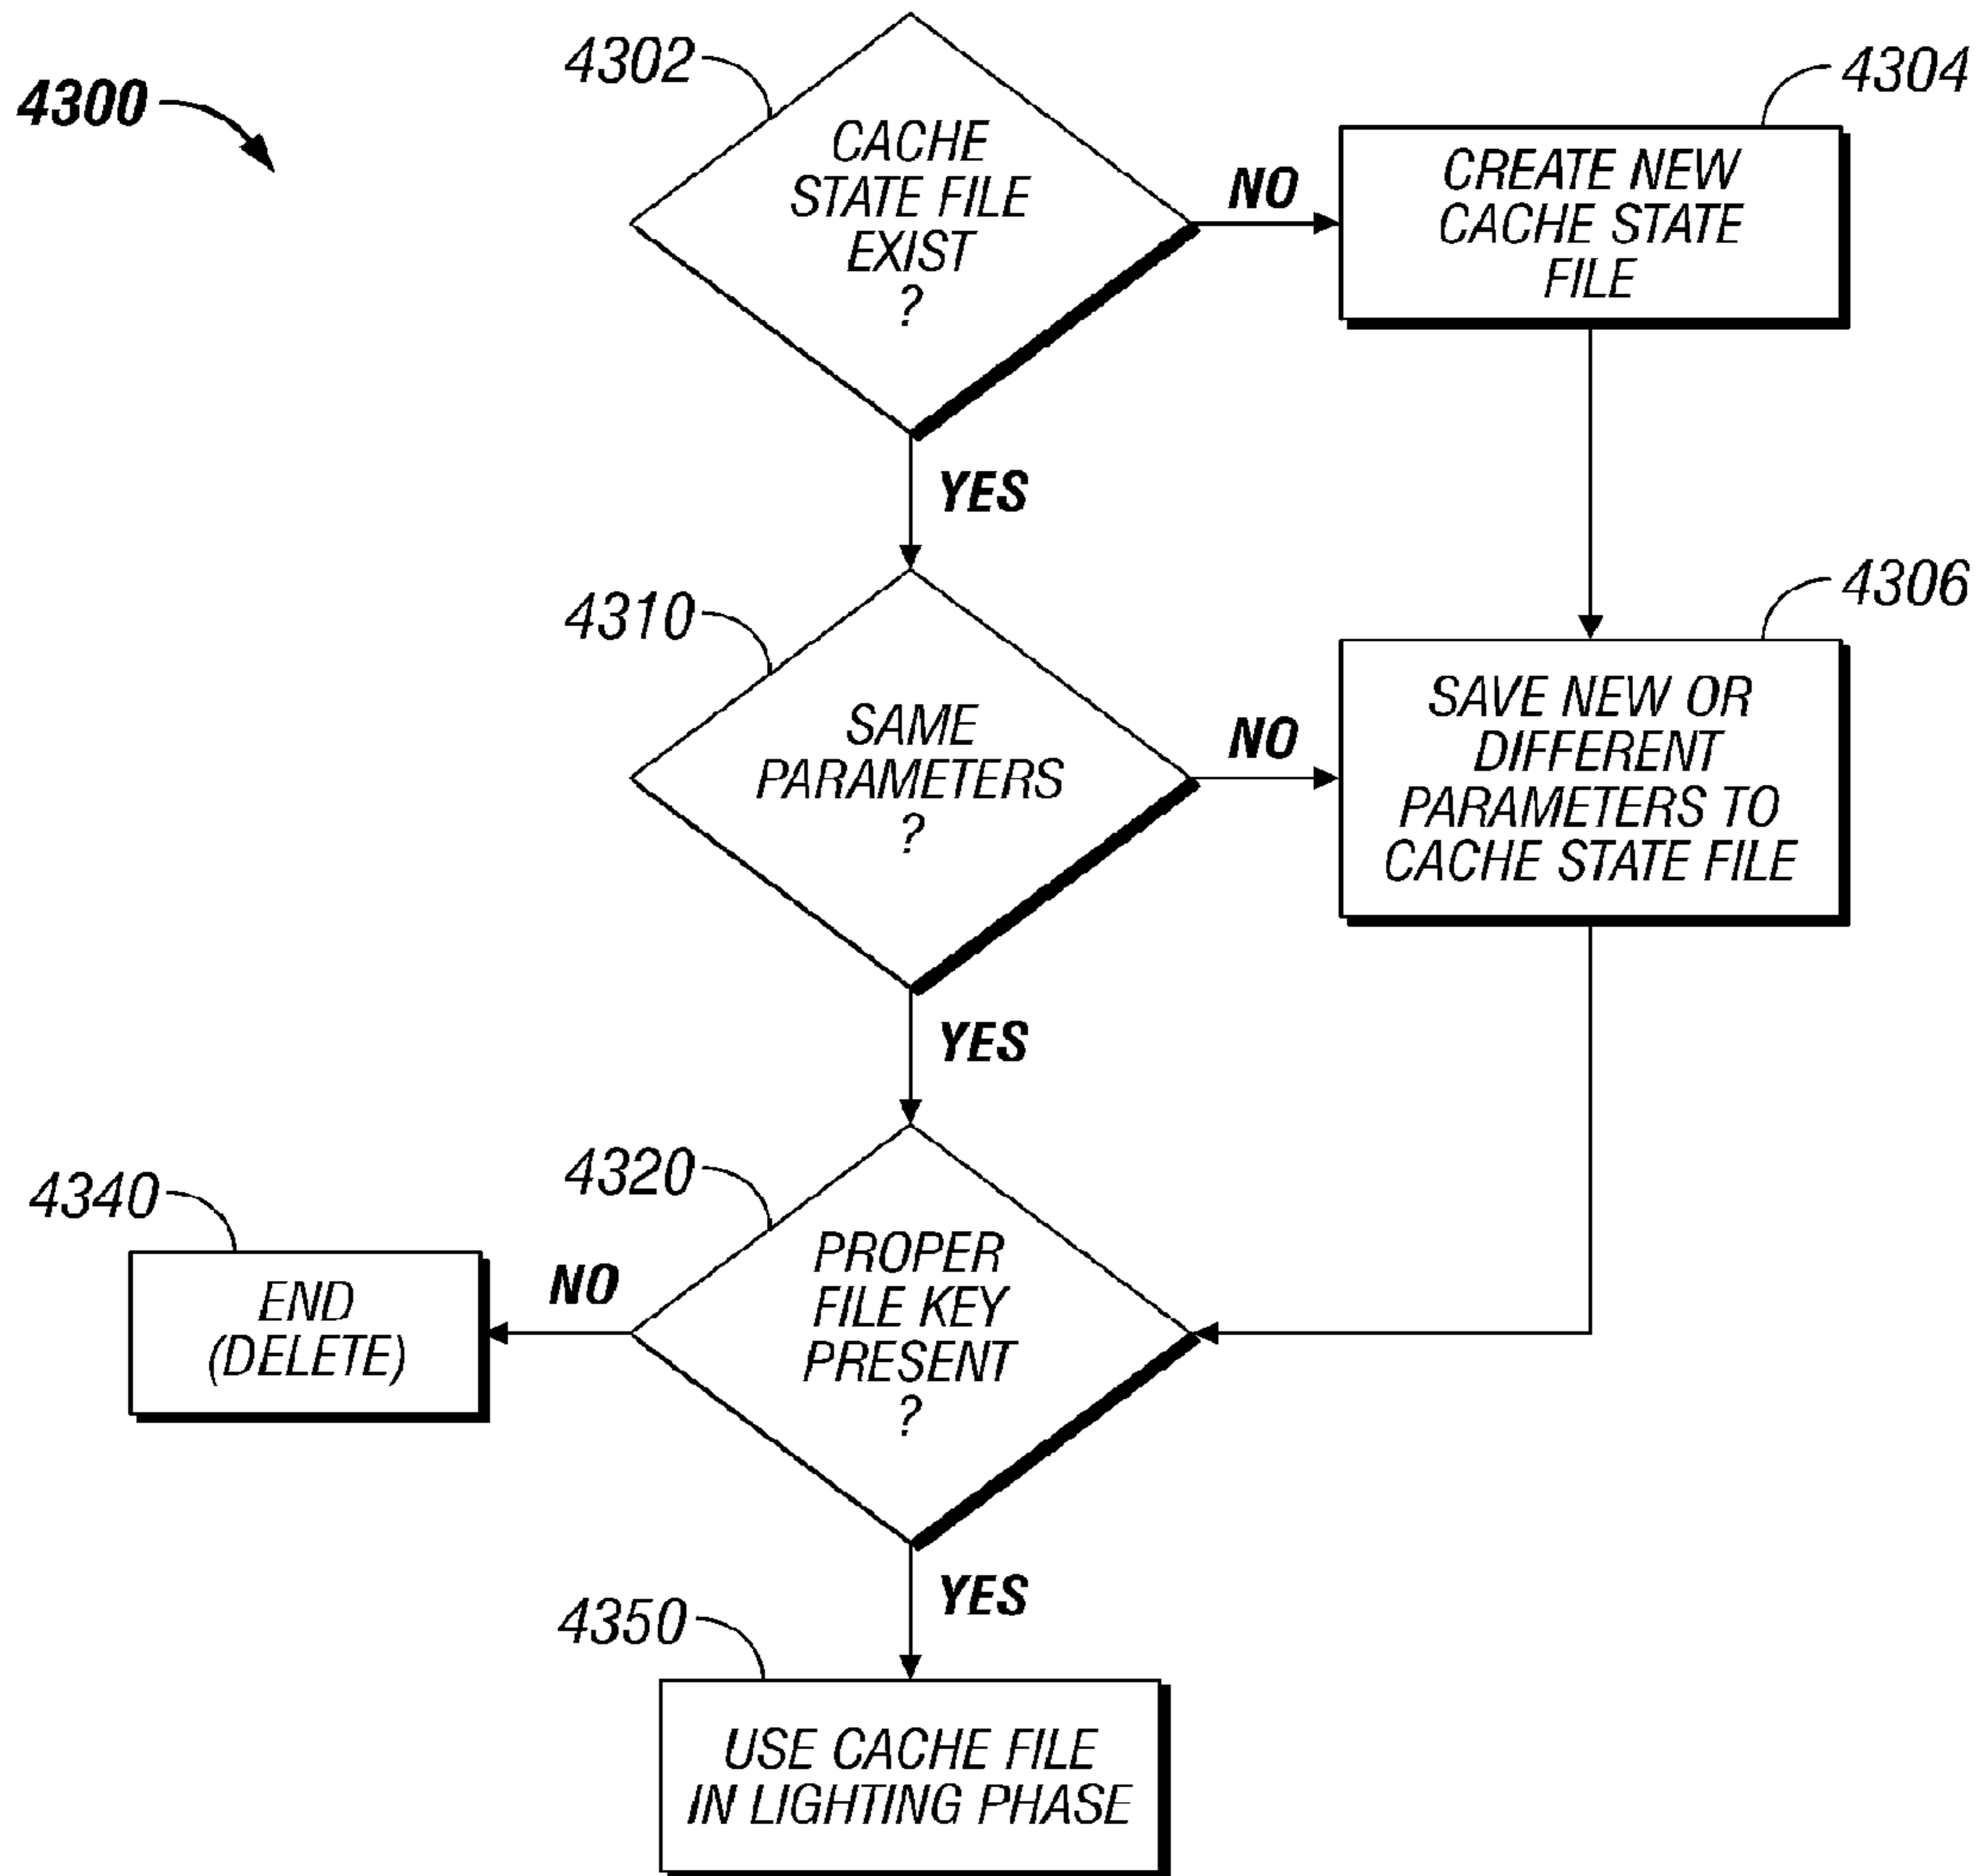 4300
4302
CACHE
STATE FILE
EXIST
?
NO
4304
CREATE NEW
CACHE STATE
FILE
YES
4310
SAME
PARAMETERS
?
NO
4306
SAVE NEW OR
DIFFERENT
PARAMETERS TO
CACHE STATE FILE
YES
4320
PROPER
FILE KEY
PRESENT
?
NO
4340
END
(DELETE)
YES
4350
USE CACHE FILE
IN LIGHTING PHASE